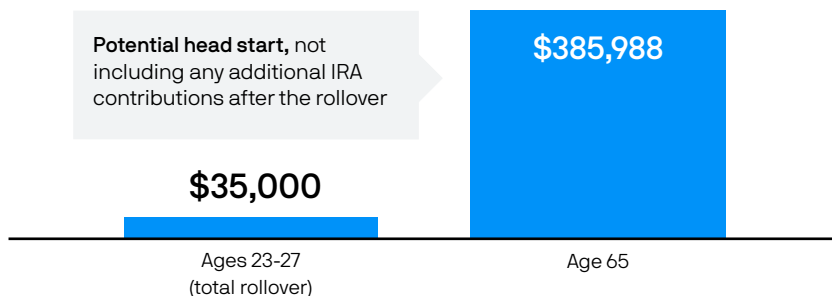 Potential head start, not
including any additional IRA
contributions after the rollover
$385,988
$35,000
Ages 23-27
(total rollover)
Age 65